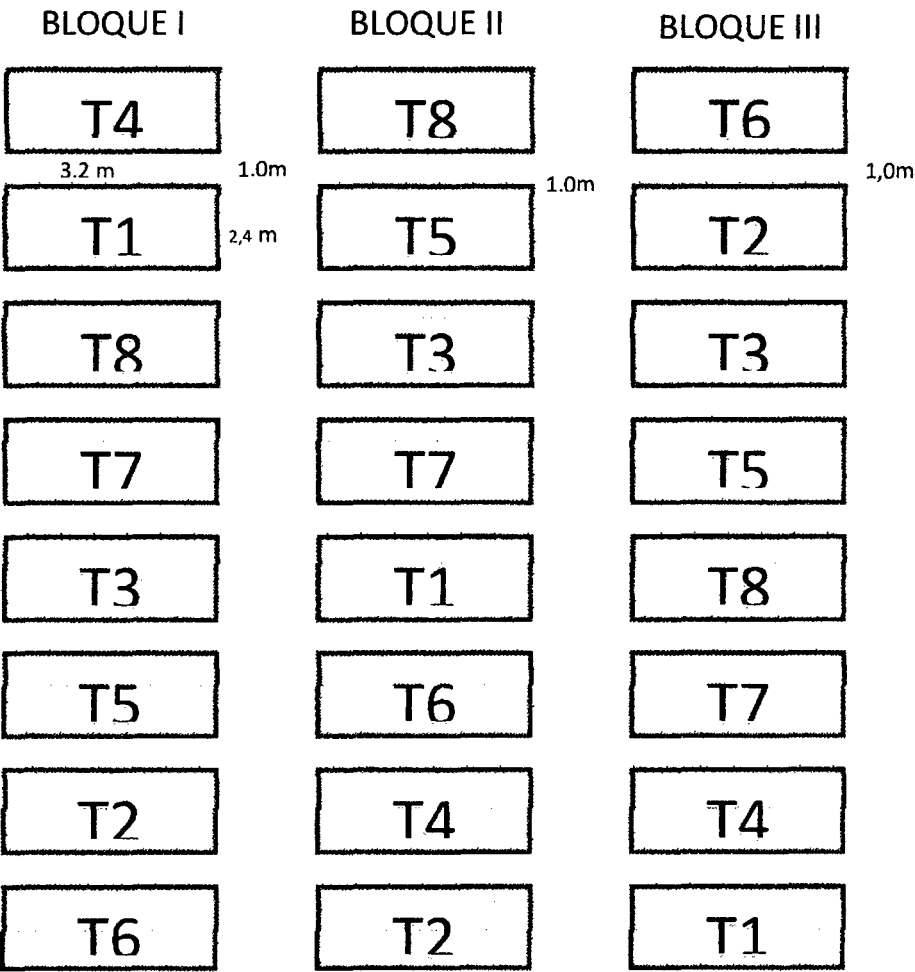 BLOQUE I BLOQUE II BLOQUE III
T4 T8 T6
3.2 m 1.0m 1.0m 1,0m
T1 2,4 m T5 T2
T8 T3 T3
T7 T7 T5
T3 T1 T8
T5 T6 T7
T2 T4 T4
T6 T2 T1